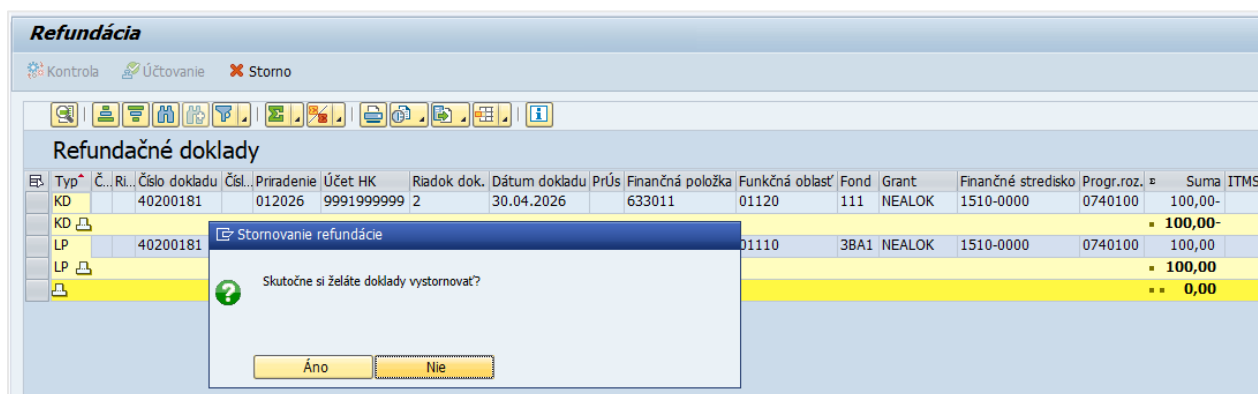 Refundácia
Kontrola Účtovanie Storno
Refundačné doklady
Typ Č.. Ri.. Číslo dokladu Čísl.. Priradenie Účet HK Riadok dok. Dátum dokladu PrÚs Finančná položka Funkčná oblasť Fond Grant Finančné stredisko Progr.roz. Σ Suma ITMS
KD 40200181 012026 9991999999 2 30.04.2026 633011 01120 111 NEALOK 1510-0000 0740100 100,00-
KD 100,00-
LP 40200181 01110 3BA1 NEALOK 1510-0000 0740100 100,00
LP 100,00
0,00
Stornovanie refundácie
Skutočne si želáte doklady vystornovať?
Áno Nie